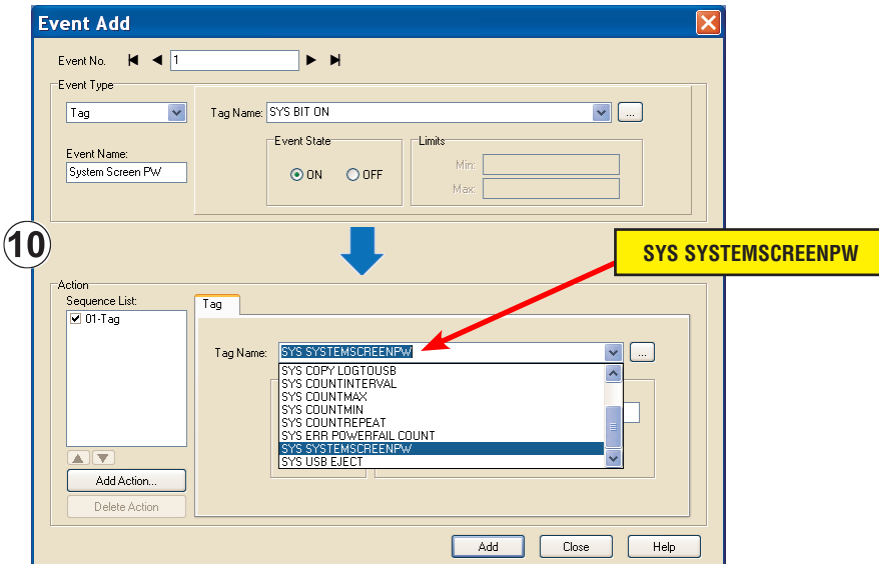 Event Add
Event No. 1
Event Type
Tag
Tag Name: SYS BIT ON ...
Event State
Limits
Event Name:
System Screen PW
ON OFF
Min:
Max:
10
SYS SYSTEMSCREENPW
Action
Sequence List:
Tag
01-Tag
Tag Name: SYS SYSTEMSCREENPW ...
SYS COPY LOGTOUSB
SYS COUNTINTERVAL
SYS COUNTMAX
SYS COUNTMIN
SYS COUNTREPEAT
SYS ERR POWERFAIL COUNT
SYS SYSTEMSCREENPW
SYS USB EJECT
Add Action...
Delete Action
Add Close Help